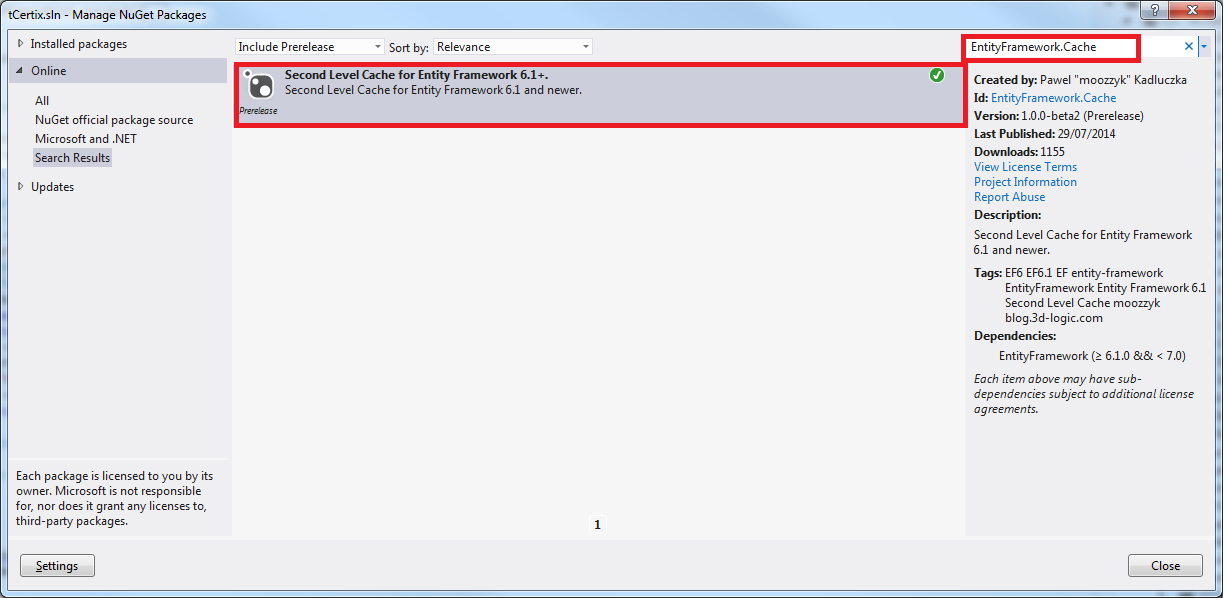 tCertix.sln - Manage NuGet Packages
?
Installed packages
Online
All
NuGet official package source
Microsoft and .NET
Search Results
Updates
Each package is licensed to you by its
owner. Microsoft is not responsible
for, nor does it grant any licenses to,
third-party packages.
Settings
Include Prerelease
Sort by:
Relevance
Second Level Cache for Entity Framework 6.1+.
Second Level Cache for Entity Framework 6.1 and newer.
Prerelease
1
EntityFramework.Cache
Created by: Pawel "moozzyk" Kadluczka
Id: EntityFramework.Cache
Version: 1.0.0-beta2 (Prerelease)
Last Published: 29/07/2014
Downloads: 1155
View License Terms
Project Information
Report Abuse
Description:
Second Level Cache for Entity Framework
6.1 and newer.
Tags: EF6 EF6.1 EF entity-framework
EntityFramework Entity Framework 6.1
Second Level Cache moozzyk
blog.3d-logic.com
Dependencies:
EntityFramework (≥ 6.1.0 && < 7.0)
Each item above may have sub-
dependencies subject to additional license
agreements.
Close